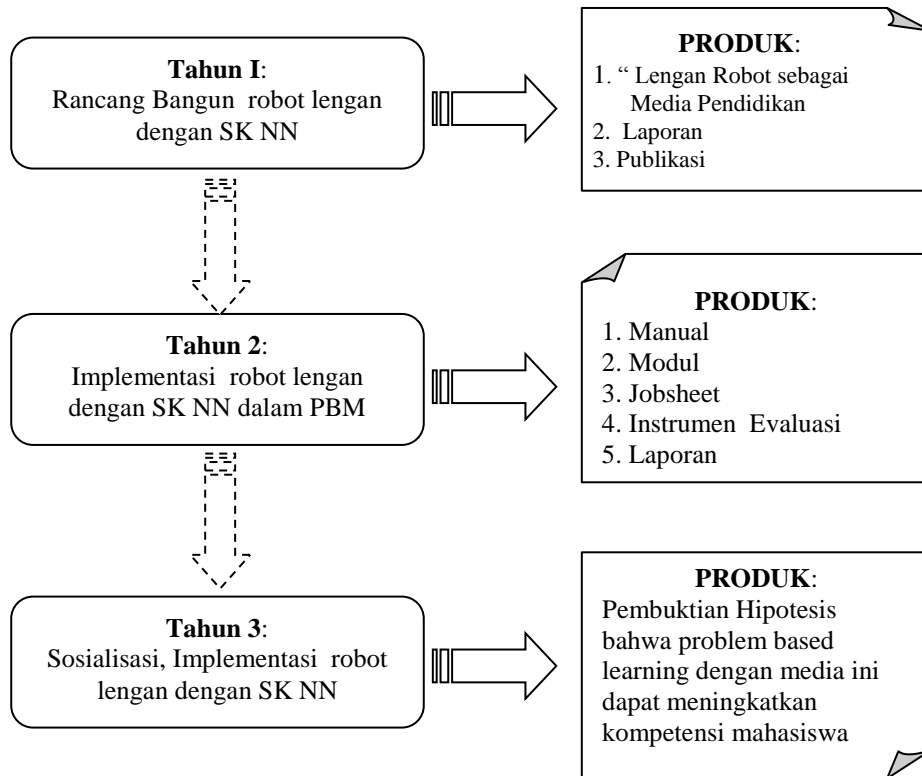 Tahun I:
Rancang Bangun robot lengan
dengan SK NN
PRODUK:
1. “ Lengan Robot sebagai
Media Pendidikan
2. Laporan
3. Publikasi
Tahun 2:
Implementasi robot lengan
dengan SK NN dalam PBM
PRODUK:
1. Manual
2. Modul
3. Jobsheet
4. Instrumen Evaluasi
5. Laporan
Tahun 3:
Sosialisasi, Implementasi robot
lengan dengan SK NN
PRODUK:
Pembuktian Hipotesis
bahwa problem based
learning dengan media ini
dapat meningkatkan
kompetensi mahasiswa